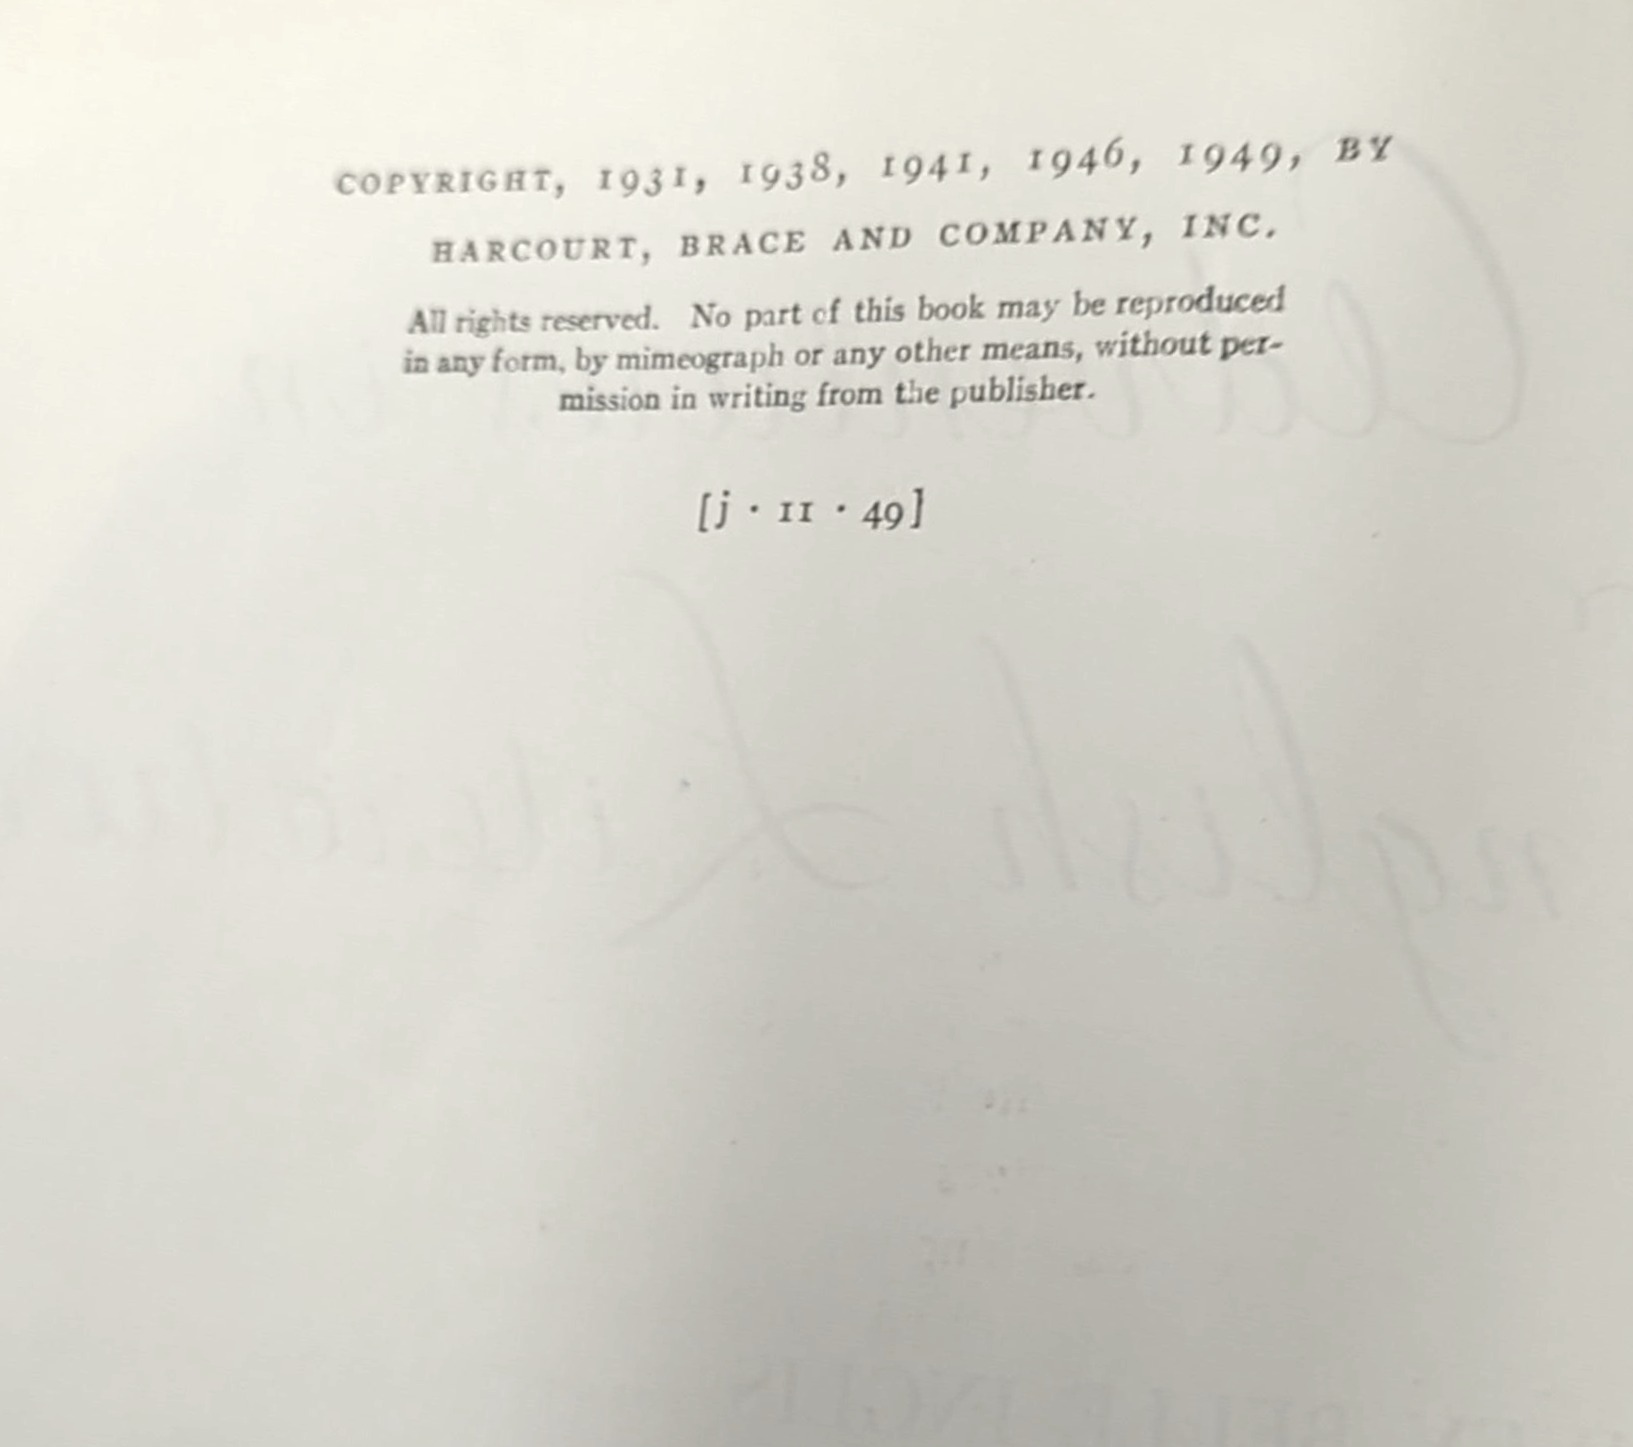 COPYRIGHT, 1931, 1938, 1941, 1946, 1949, BY
HARCOURT, BRACE AND COMPANY, INC.
All rights reserved. No part of this book may be reproduced
in any form, by mimeograph or any other means, without per-
mission in writing from the publisher.
[j · 11 · 49]